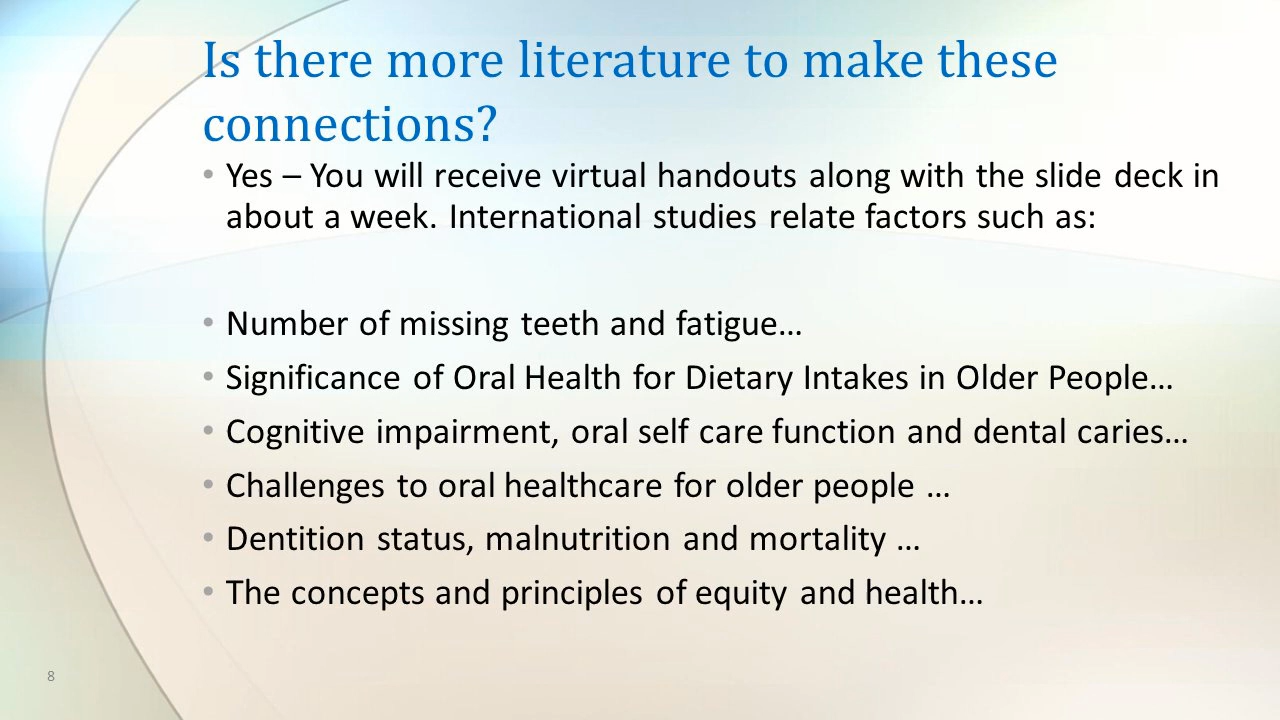 Is there more literature to make these
connections?
• Yes – You will receive virtual handouts along with the slide deck in
about a week. International studies relate factors such as:
• Number of missing teeth and fatigue…
• Significance of Oral Health for Dietary Intakes in Older People…
• Cognitive impairment, oral self care function and dental caries…
• Challenges to oral healthcare for older people …
• Dentition status, malnutrition and mortality …
• The concepts and principles of equity and health…
8